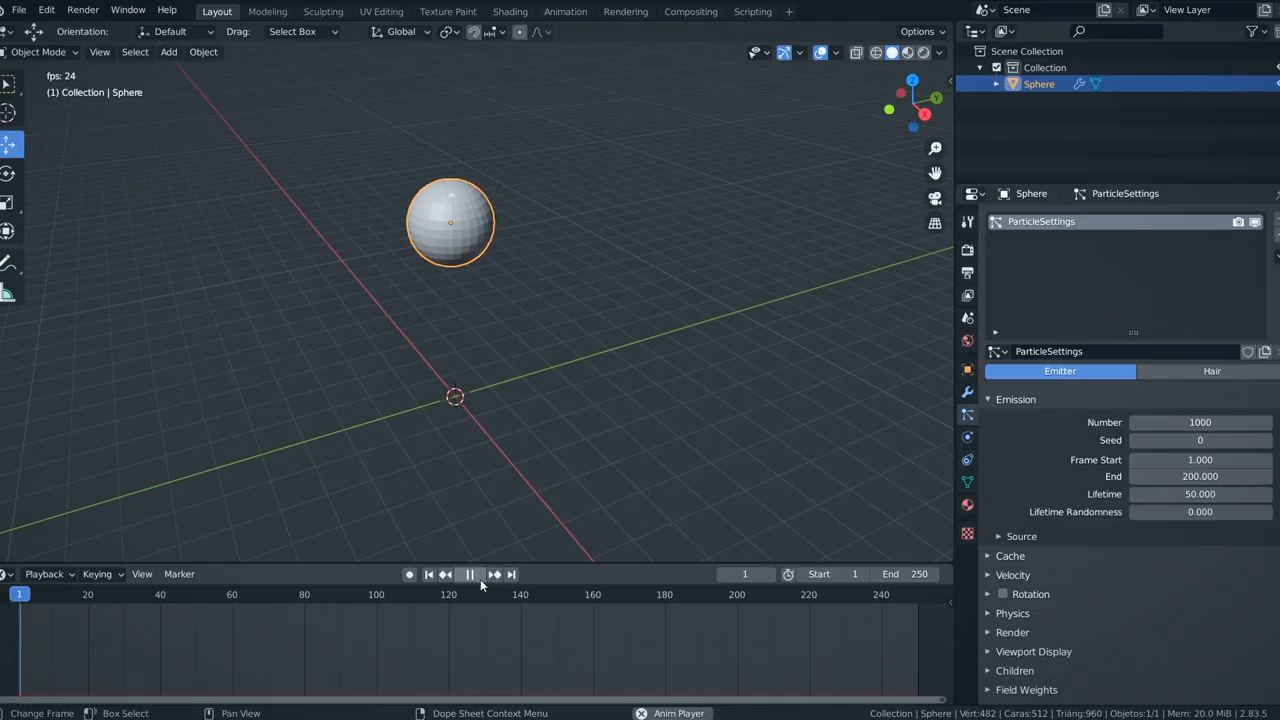 File Edit Render Window Help Layout Modeling Sculpting UV Editing Texture Paint Shading Animation Rendering Compositing Scripting + Scene View Layer
Orientation: Default Drag: Select Box Global Options
Object Mode View Select Add Object
fps: 24
(1) Collection | Sphere
Z
Y
X
Scene Collection
Collection
Sphere
Sphere ParticleSettings
ParticleSettings
ParticleSettings
Emitter Hair
Emission
Number 1000
Seed 0
Frame Start 1.000
End 200.000
Lifetime 50.000
Lifetime Randomness 0.000
Source
Cache
Velocity
Rotation
Physics
Render
Viewport Display
Children
Field Weights
Playback Keying View Marker 1 Start 1 End 250
1 20 40 60 80 100 120 140 160 180 200 220 240
Change Frame Box Select Pan View Dope Sheet Context Menu Anim Player Collection | Sphere | Vért:482 | Caras:512 | Triáng:960 | Objetos:1/1 | Mem: 20.0 MiB | 2.83.5